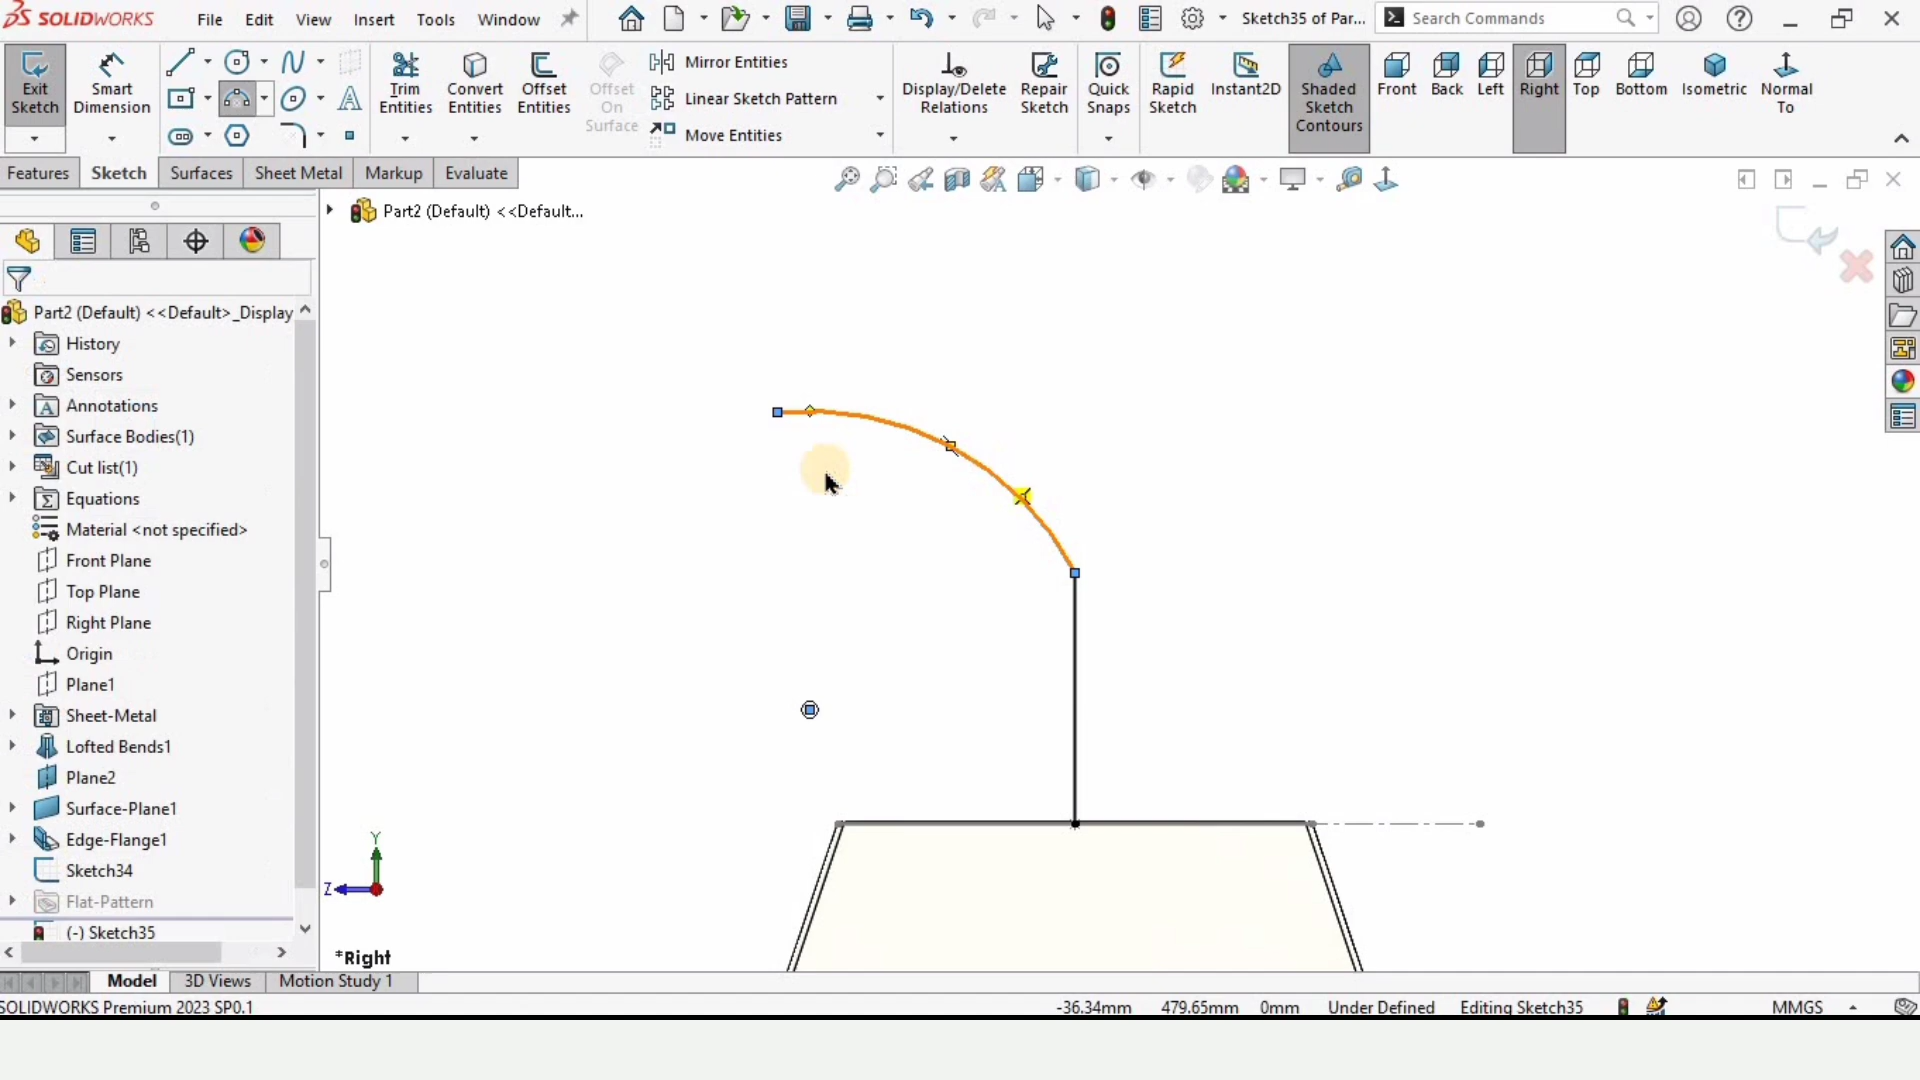 SOLIDWORKS File Edit View Insert Tools Window Sketch35 of Par... Search Commands
Exit Sketch
Smart Dimension
Trim Entities
Convert Entities
Offset Entities
Offset On Surface
Mirror Entities
Linear Sketch Pattern
Move Entities
Display/Delete Relations
Repair Sketch
Quick Snaps
Rapid Sketch
Instant2D
Shaded Sketch Contours
Front Back Left Right Top Bottom Isometric Normal To
Features Sketch Surfaces Sheet Metal Markup Evaluate
Part2 (Default) <<Default...
Part2 (Default) <<Default>_Display
History
Sensors
Annotations
Surface Bodies(1)
Cut list(1)
Equations
Material <not specified>
Front Plane
Top Plane
Right Plane
Origin
Plane1
Sheet-Metal
Lofted Bends1
Plane2
Surface-Plane1
Edge-Flange1
Sketch34
Flat-Pattern
(-) Sketch35
Y
Z
*Right
Model 3D Views Motion Study 1
SOLIDWORKS Premium 2023 SP0.1 -36.34mm 479.65mm 0mm Under Defined Editing Sketch35 MMGS